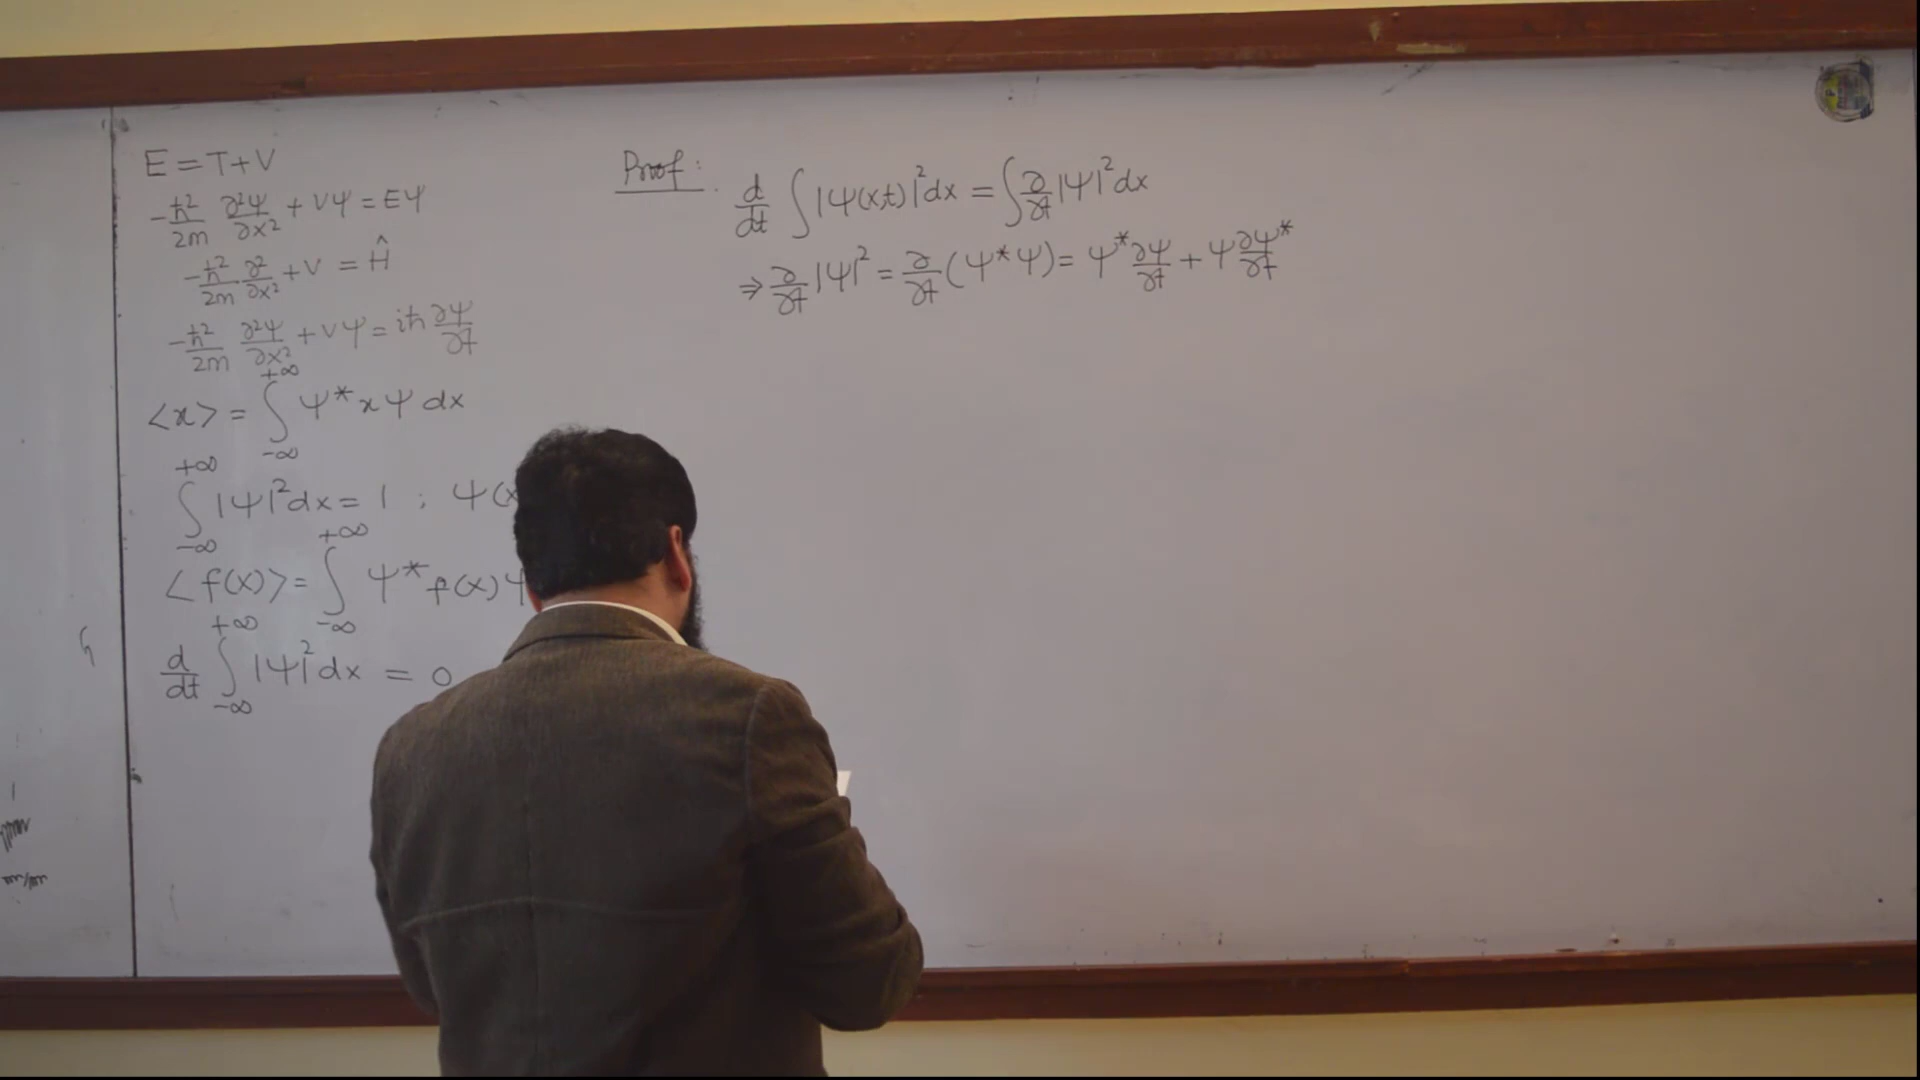 E = T + V
-ħ²/2m ∂²Ψ/∂x² + VΨ = EΨ
-ħ²/2m ∂²/∂x² + V = Ĥ
-ħ²/2m ∂²Ψ/∂x² + VΨ = iħ ∂Ψ/∂t
<x> = ∫_{-∞}^{+∞} Ψ* x Ψ dx
∫_{-∞}^{+∞} |Ψ|² dx = 1 ; Ψ(x
<f(x)> = ∫_{-∞}^{+∞} Ψ* f(x) Ψ
d/dt ∫_{-∞}^{+∞} |Ψ|² dx = 0
Proof:
d/dt ∫ |Ψ(x,t)|² dx = ∫ ∂/∂t |Ψ|² dx
⇒ ∂/∂t |Ψ|² = ∂/∂t (Ψ* Ψ) = Ψ* ∂Ψ/∂t + Ψ ∂Ψ*/∂t